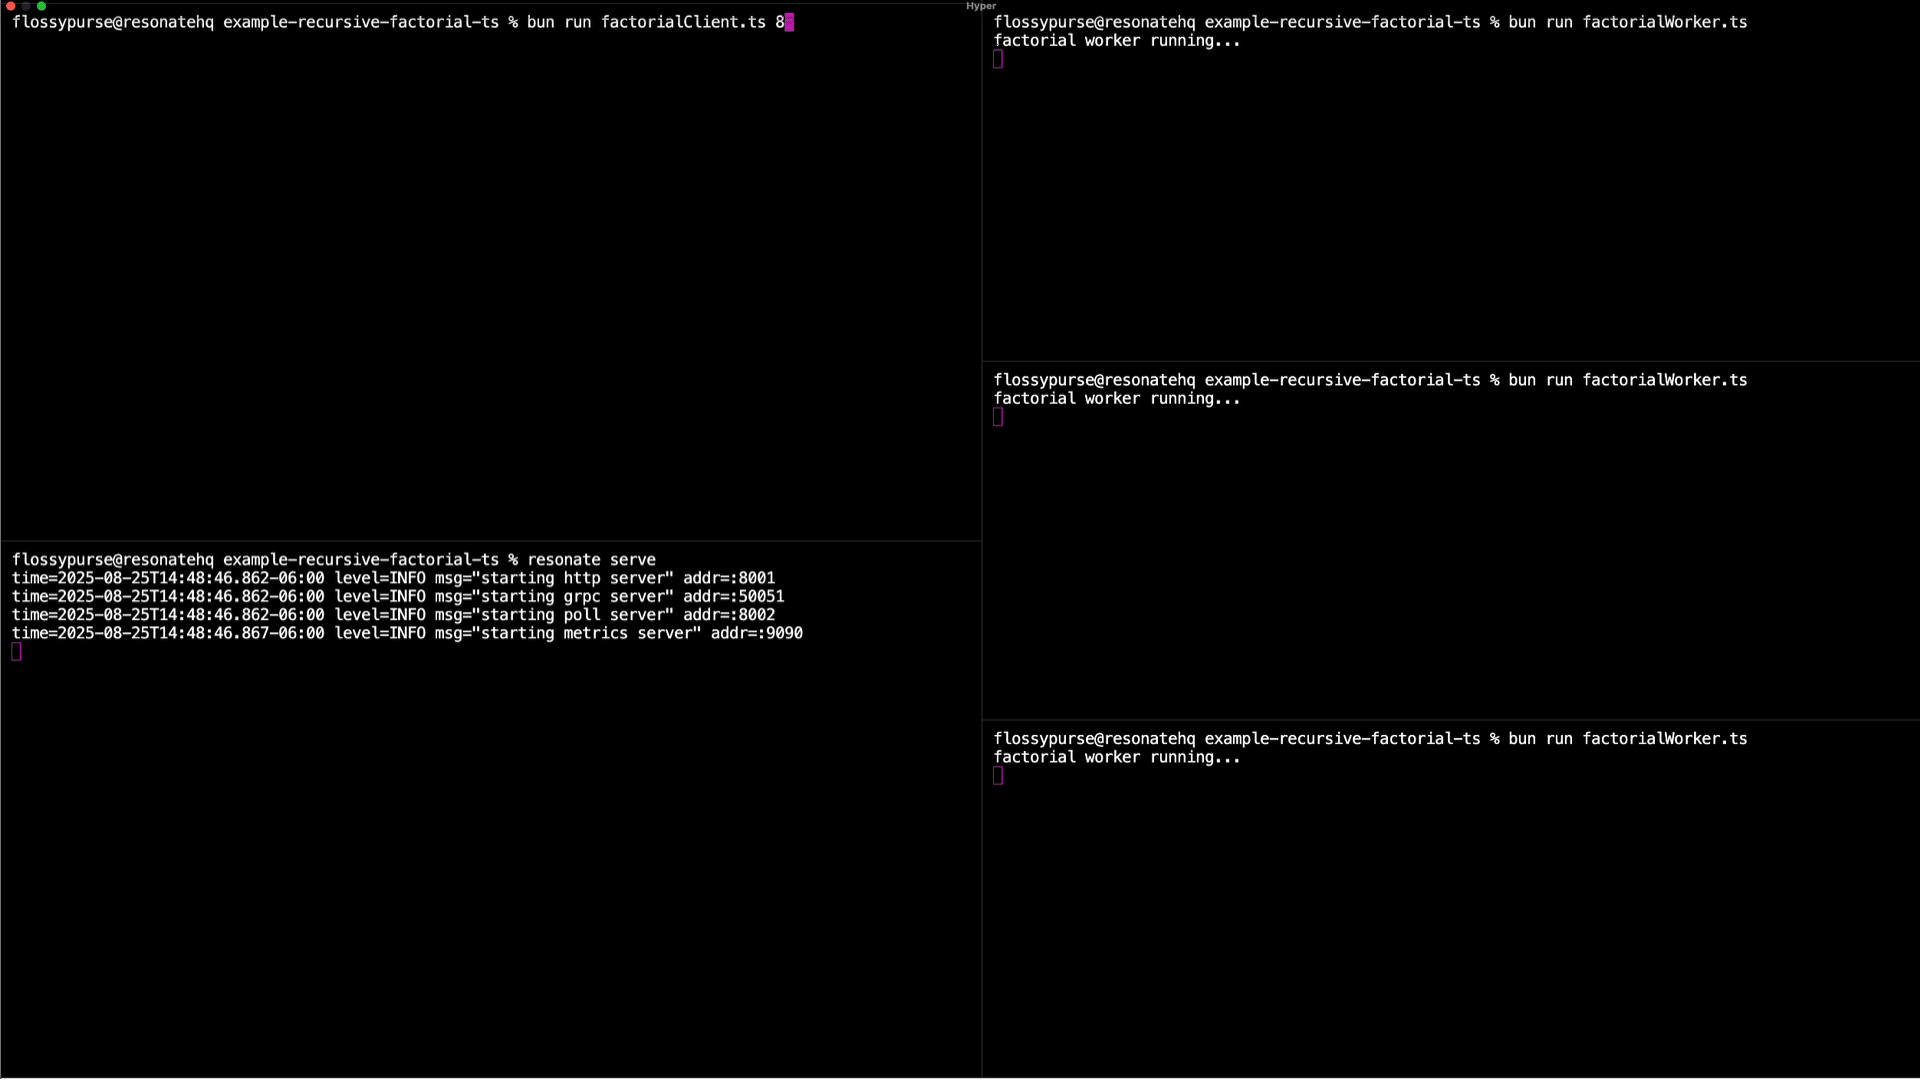 Hyper
flossypurse@resonatehq example-recursive-factorial-ts % bun run factorialClient.ts 8
flossypurse@resonatehq example-recursive-factorial-ts % resonate serve
time=2025-08-25T14:48:46.862-06:00 level=INFO msg="starting http server" addr=:8001
time=2025-08-25T14:48:46.862-06:00 level=INFO msg="starting grpc server" addr=:50051
time=2025-08-25T14:48:46.862-06:00 level=INFO msg="starting poll server" addr=:8002
time=2025-08-25T14:48:46.867-06:00 level=INFO msg="starting metrics server" addr=:9090
flossypurse@resonatehq example-recursive-factorial-ts % bun run factorialWorker.ts
factorial worker running...
flossypurse@resonatehq example-recursive-factorial-ts % bun run factorialWorker.ts
factorial worker running...
flossypurse@resonatehq example-recursive-factorial-ts % bun run factorialWorker.ts
factorial worker running...